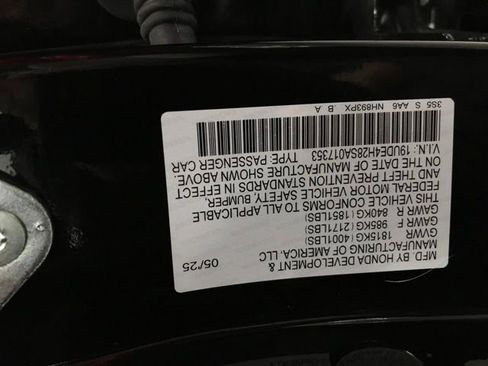 MFD. BY HONDA DEVELOPMENT &
MANUFACTURING OF AMERICA, LLC
05/'25
GVWR 1815KG(4001LBS)
GAWR F 985KG(2171LBS)
GAWR R 840KG(1851LBS)
THIS VEHICLE CONFORMS TO ALL APPLICABLE
FEDERAL MOTOR VEHICLE SAFETY, BUMPER,
AND THEFT PREVENTION STANDARDS IN EFFECT
ON THE DATE OF MANUFACTURE SHOWN ABOVE.
V.I.N.: 19UDE4H28SA017353 TYPE:PASSENGER CAR
NH893PX B A
3S5 S AA6